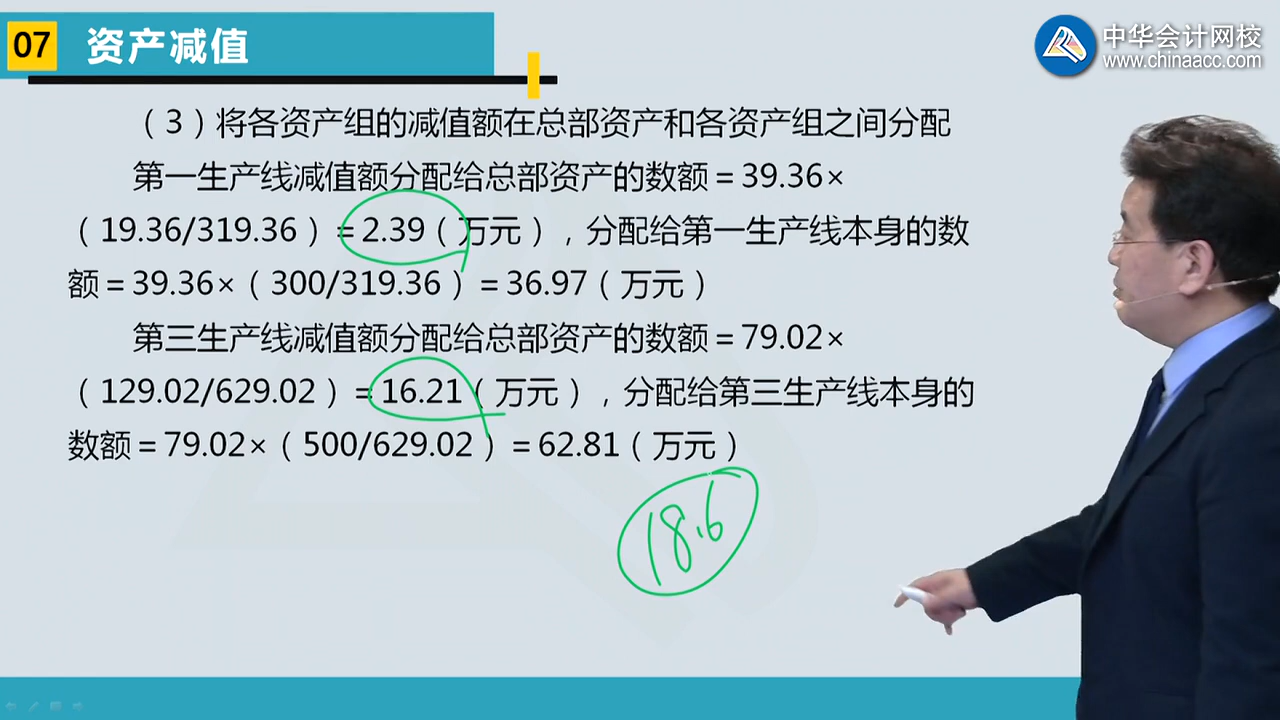 07 资产减值
中华会计网校
www.chinaacc.com
（3）将各资产组的减值额在总部资产和各资产组之间分配
第一生产线减值额分配给总部资产的数额＝39.36×
（19.36/319.36）＝2.39（万元），分配给第一生产线本身的数
额＝39.36×（300/319.36）＝36.97（万元）
第三生产线减值额分配给总部资产的数额＝79.02×
（129.02/629.02）＝16.21（万元），分配给第三生产线本身的
数额＝79.02×（500/629.02）＝62.81（万元）
18.6